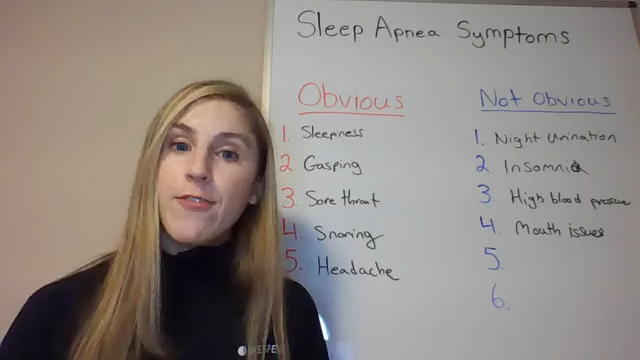 Sleep Apnea Symptoms
Obvious
1. Sleepness
2 Gasping
3 Sore throat
4 Snoring
5. Headache
Not Obvious
1. Night Urination
2 Insomnia
3. High blood pressure
4. Mouth issues
5.
6.